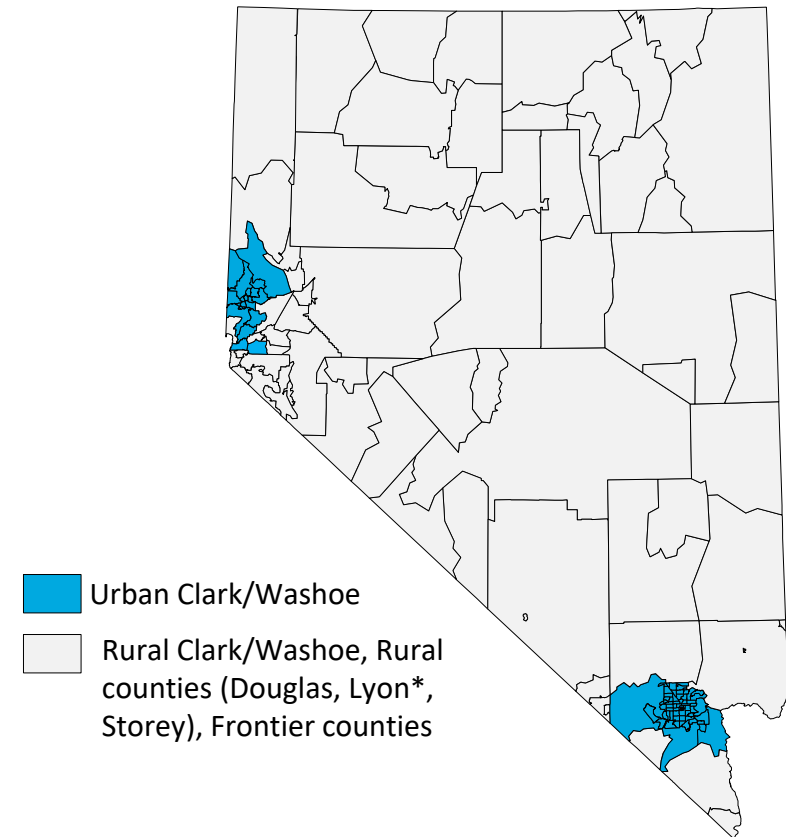 Urban Clark/Washoe
Rural Clark/Washoe, Rural
counties (Douglas, Lyon*,
Storey), Frontier counties